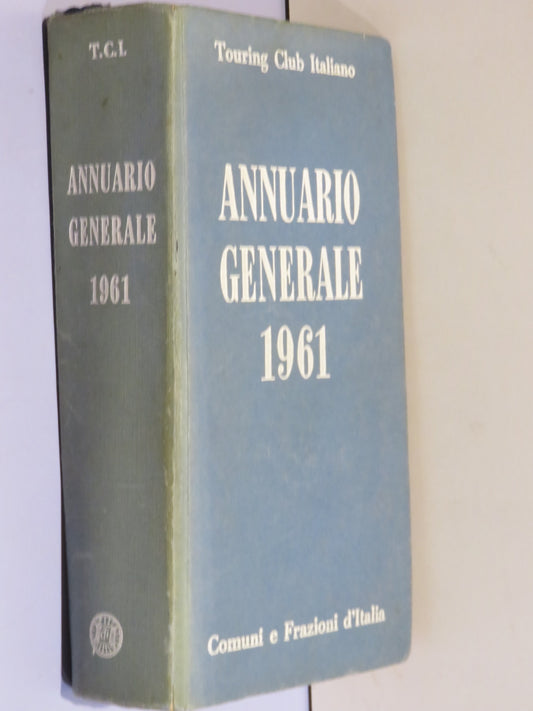 T.C.I.
ANNUARIO
GENERALE
1961
Touring Club Italiano
ANNUARIO
GENERALE
1961
Comuni e Frazioni d'Italia